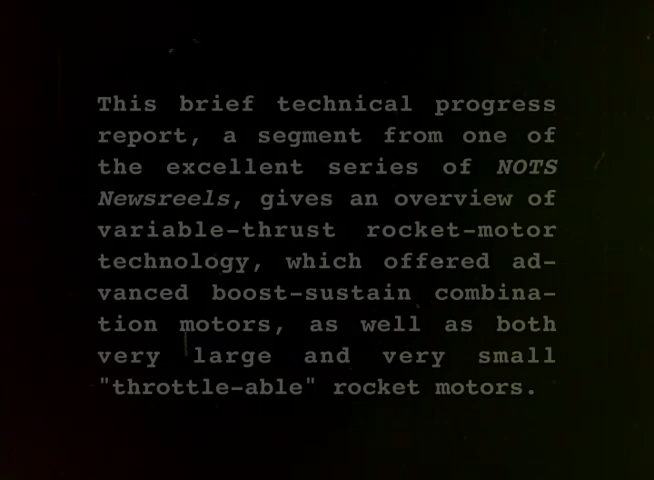 This brief technical progress
report, a segment from one of
the excellent series of NOTS
Newsreels, gives an overview of
variable-thrust rocket-motor
technology, which offered ad-
vanced boost-sustain combina-
tion motors, as well as both
very large and very small
"throttle-able" rocket motors.